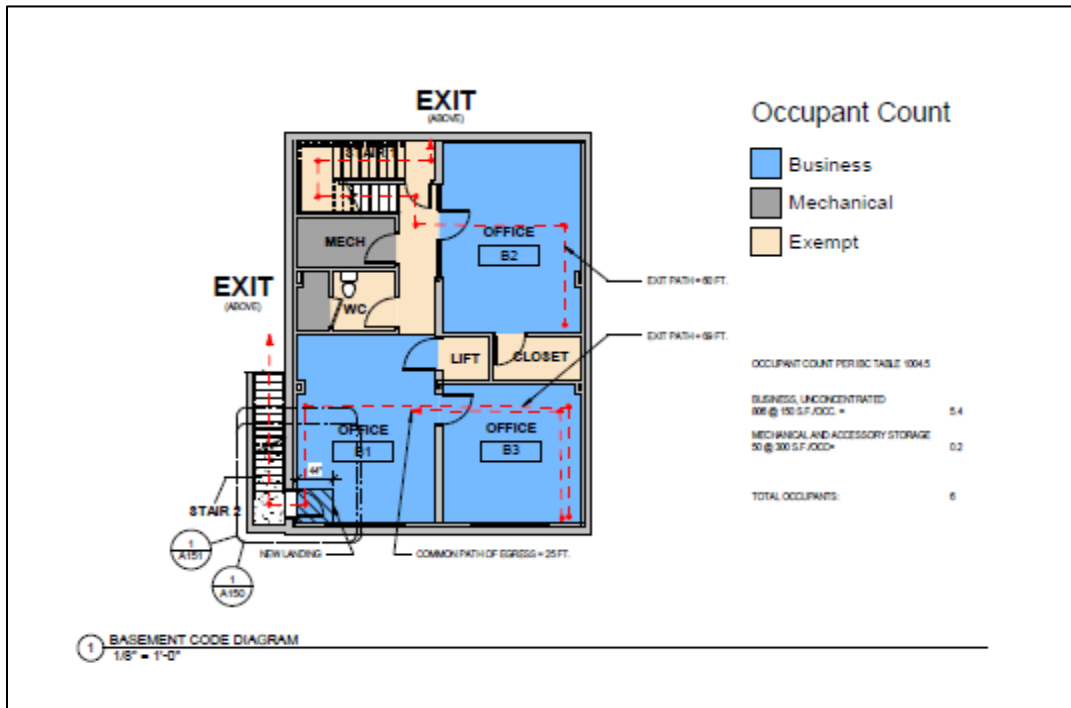 EXIT
(ABOVE)
STAIR 1
MECH
OFFICE
B2
EXIT
(ABOVE)
WC
LIFT
CLOSET
OFFICE
B1
OFFICE
B3
44"
STAIR 2
1
A151
1
A150
NEW LANDING
COMMON PATH OF EGRESS = 25 FT.
EXIT PATH = 60 FT.
EXIT PATH = 69 FT.
Occupant Count
Business
Mechanical
Exempt
OCCUPANT COUNT PER IBC TABLE 1004.5
BUSINESS, UNCONCENTRATED
806 @ 150 S.F./OCC. = 5.4
MECHANICAL AND ACCESSORY STORAGE
50 @ 300 S.F./OCC= 0.2
TOTAL OCCUPANTS: 6
1 BASEMENT CODE DIAGRAM
1/8" = 1'-0"